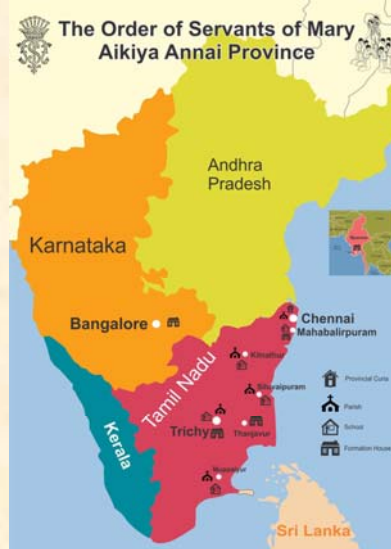 The Order of Servants of Mary
Aikiya Annai Province
Andhra
Pradesh
Karnataka
Bangalore
Chennai
Mahabalirpuram
Tamil Nadu
Kerala
Trichy
Thanjavur
Sri Lanka
Provincial Curia
Parish
School
Formation House